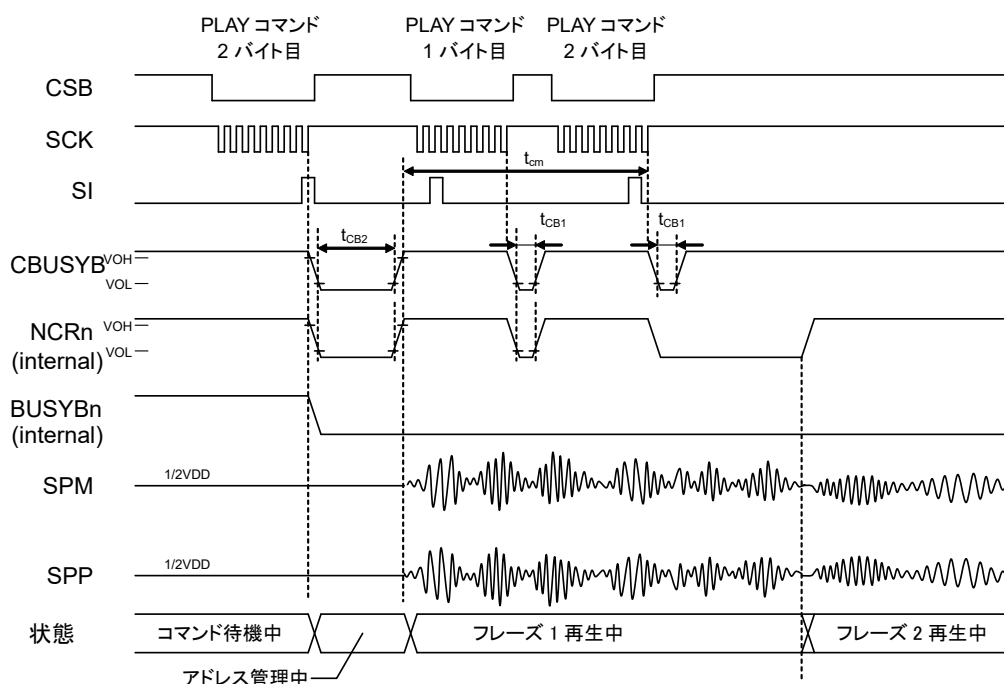 PLAY コマンド
2 バイト目
PLAY コマンド
1 バイト目
PLAY コマンド
2 バイト目
CSB
SCK
tcm
SI
tCB2
tCB1
tCB1
CBUSYB
VOH
VOL
NCRn
(internal)
VOH
VOL
BUSYBn
(internal)
SPM
1/2VDD
SPP
1/2VDD
状態
コマンド待機中
フレーズ 1 再生中
フレーズ 2 再生中
アドレス管理中